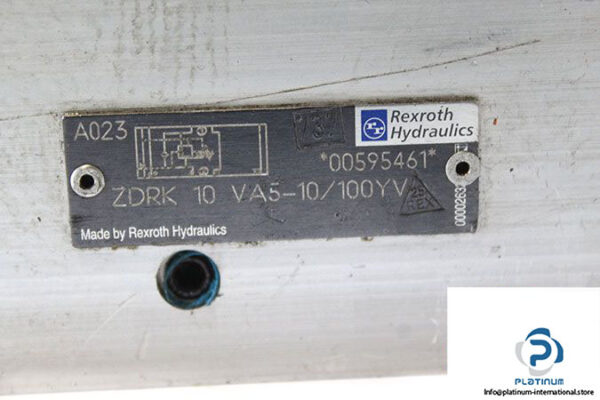 A023
Rexroth
Hydraulics
*00595461*
ZDRK 10 VA5-10/100YV
Made by Rexroth Hydraulics
PLATINUM
Info@platinum-international.store